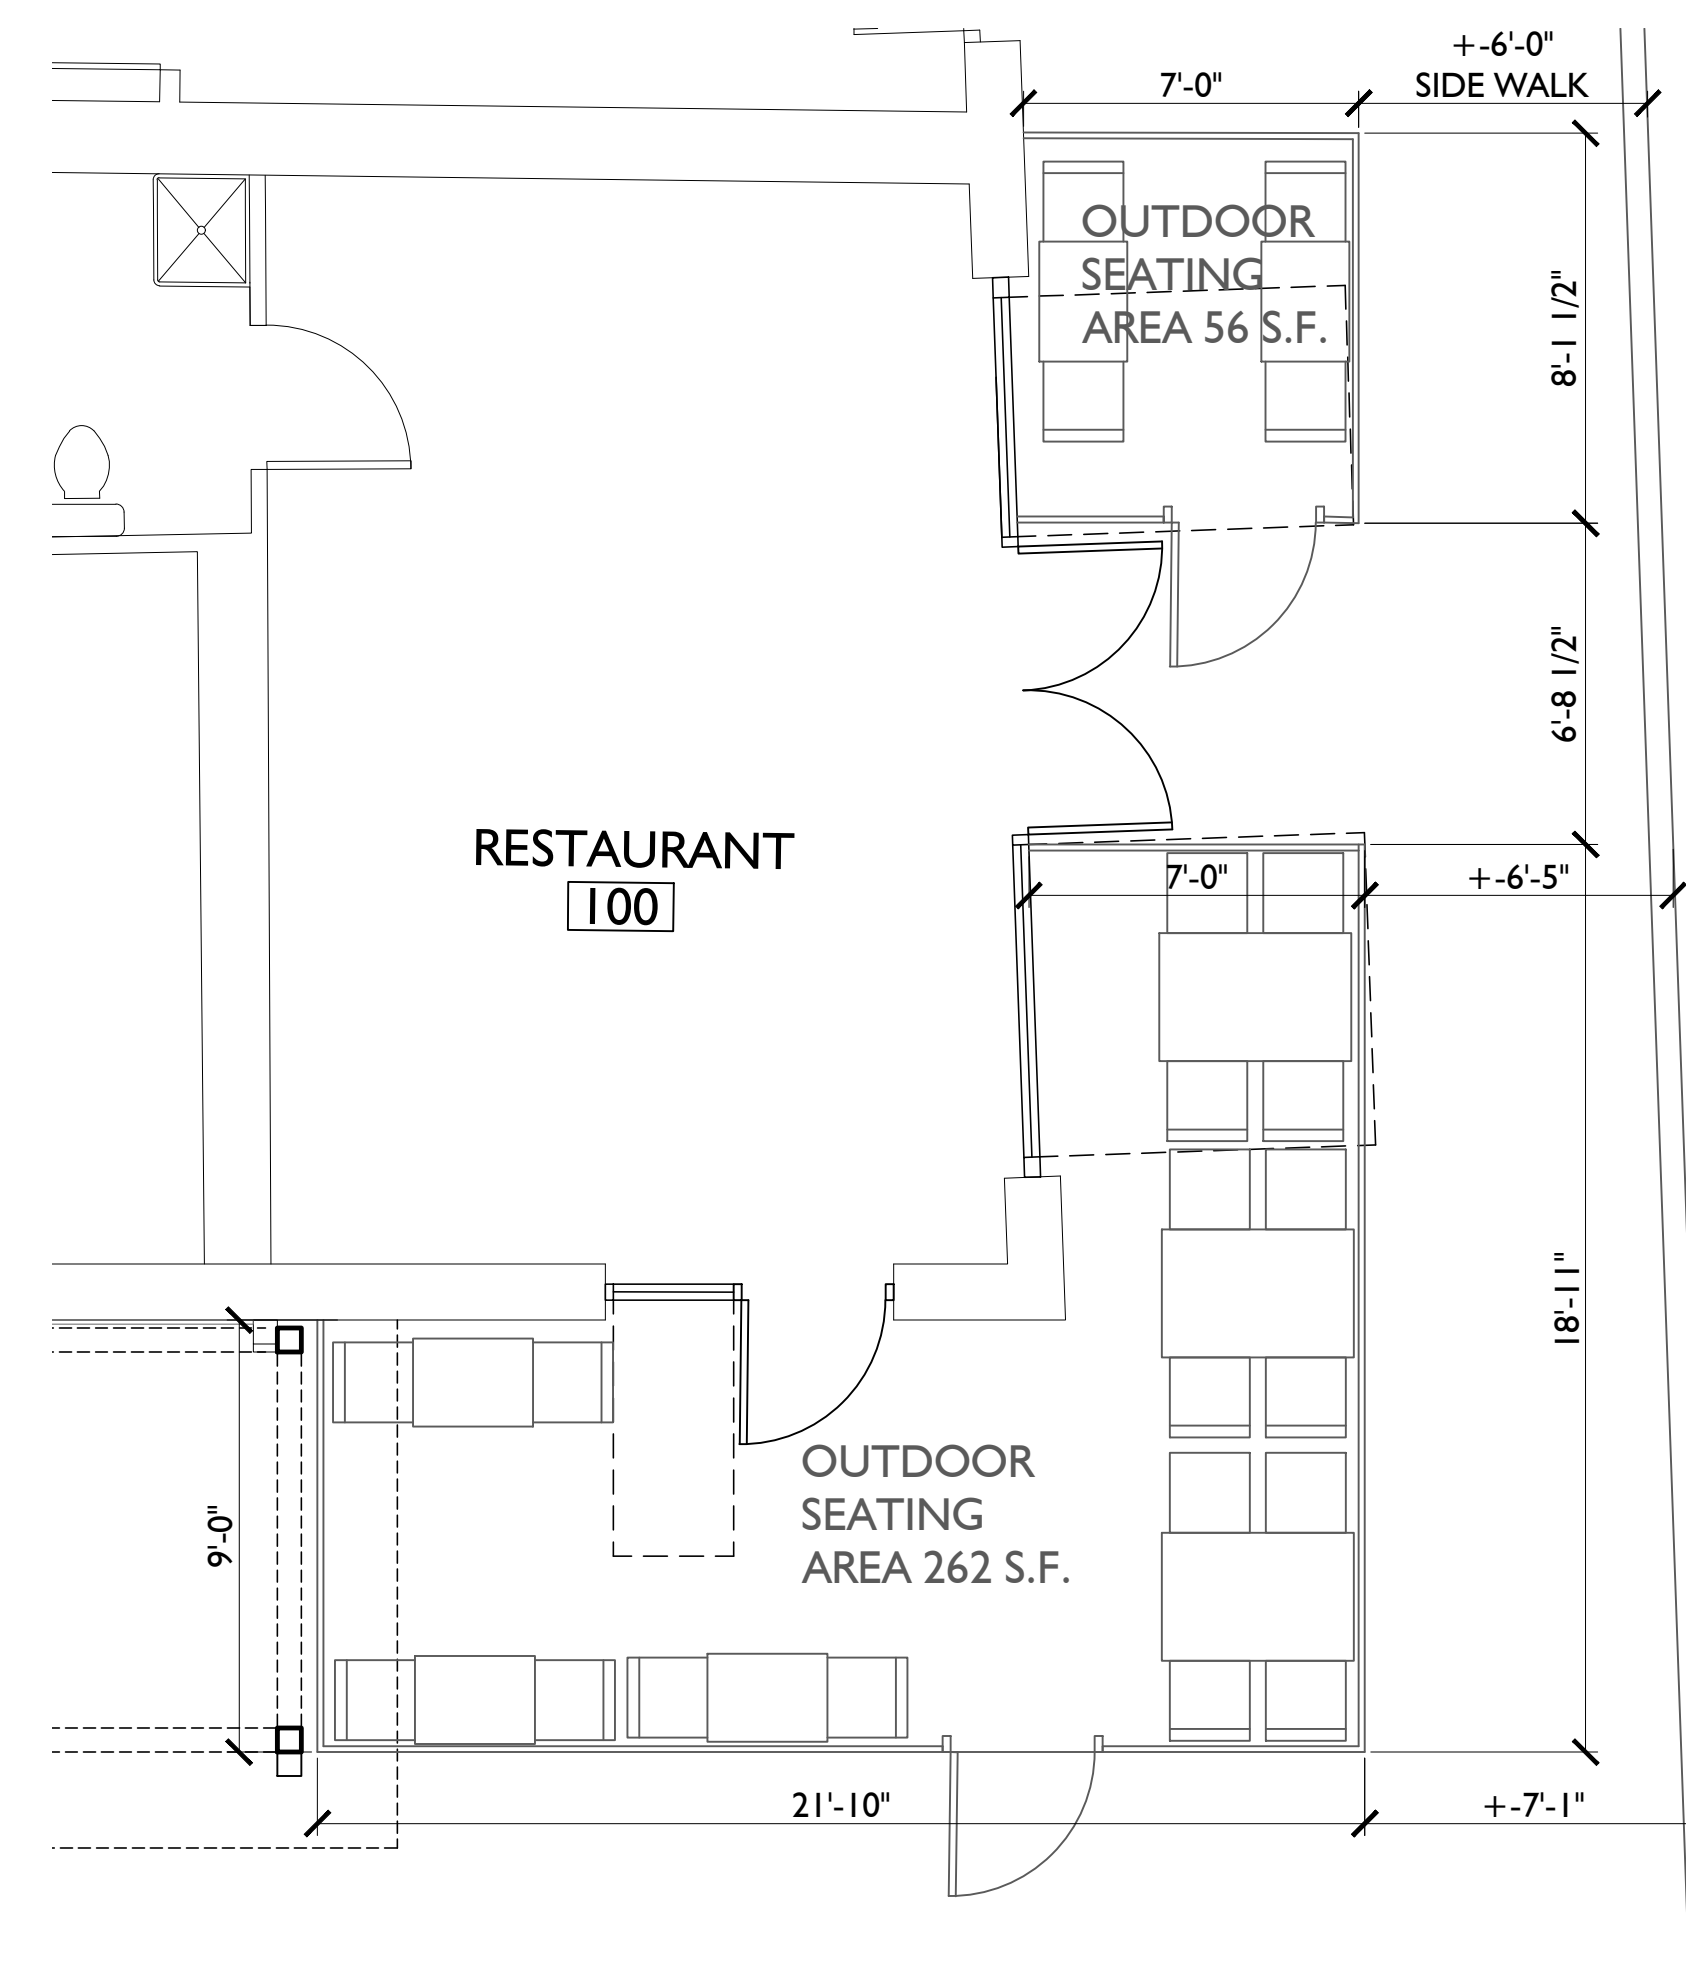 +-6'-0"
7'-0"
SIDE WALK
OUTDOOR
SEATING
AREA 56 S.F.
8'-1 1/2"
6'-8 1/2"
RESTAURANT
100
7'-0"
+-6'-5"
18'-11"
OUTDOOR
SEATING
AREA 262 S.F.
9'-0"
21'-10"
+-7'-1"